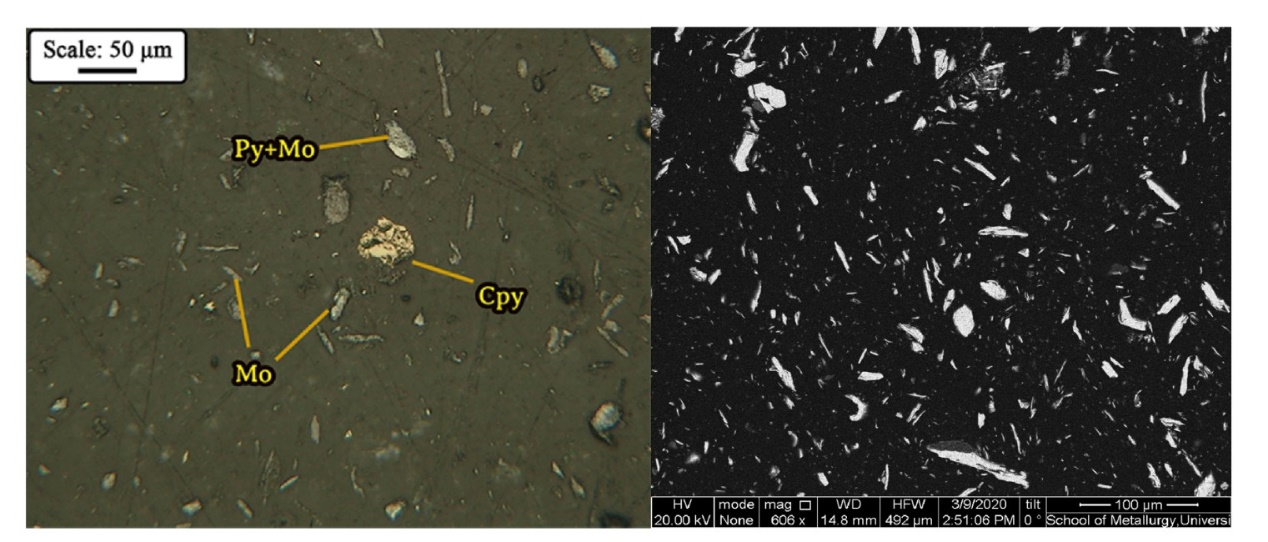 Scale: 50 µm
Py+Mo
Cpy
Mo
HV mode mag WD HFW 3/9/2020 tilt 100 µm
20.00 kV None 606 x 14.8 mm 492 µm 2:51:06 PM 0 ° School of Metallurgy,Universi